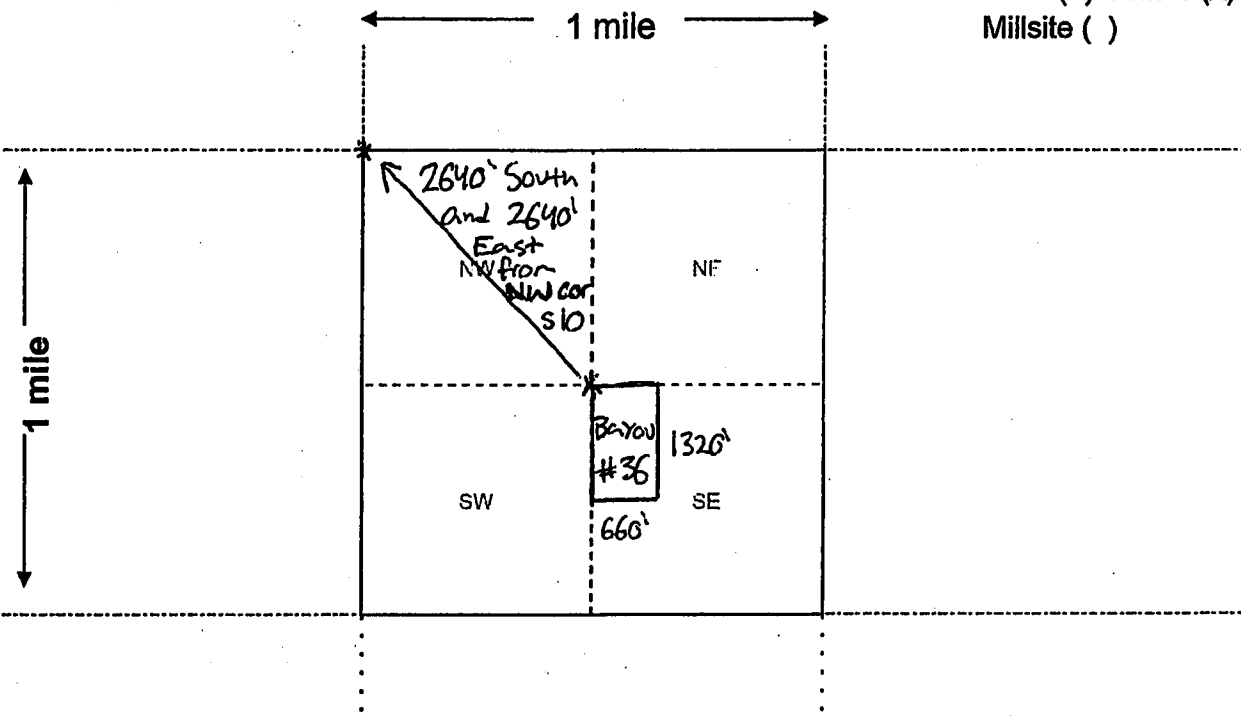 1 mile
Millsite ( )
2640' South
and 2640'
East
NW from
NW cor
S10
NE
1 mile
Bayou
#36
1320'
SW
SE
660'